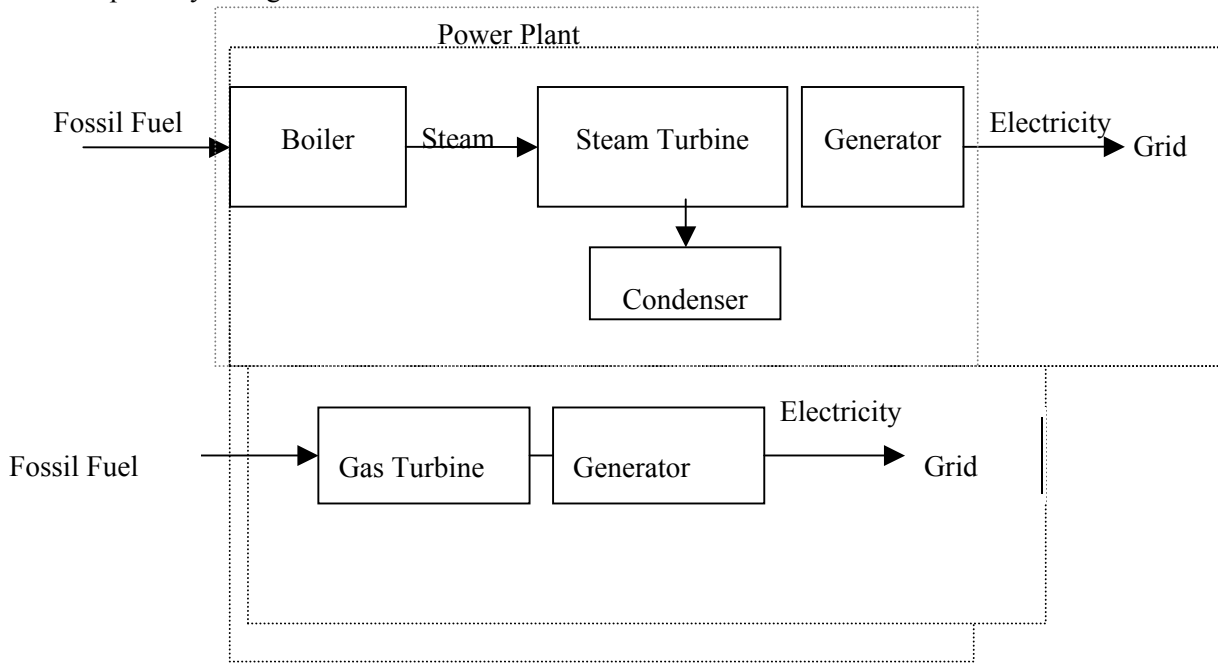 Power Plant
Fossil Fuel
Boiler
Steam
Steam Turbine
Generator
Electricity
Grid
Condenser
Electricity
Fossil Fuel
Gas Turbine
Generator
Grid